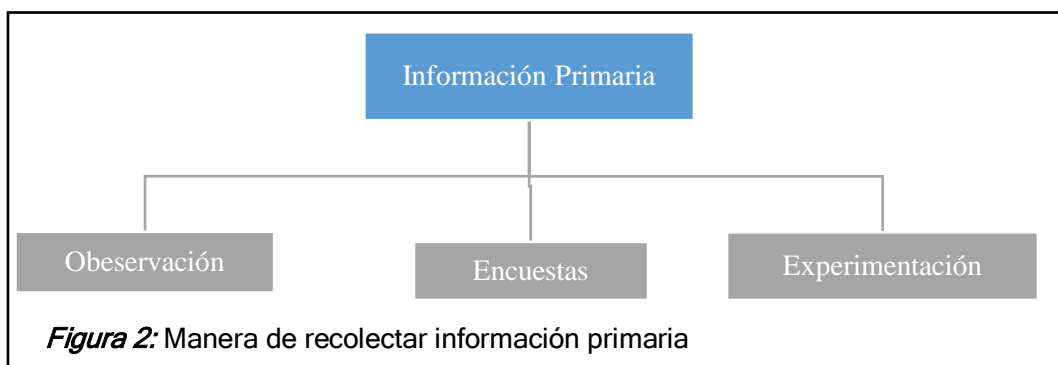 Información Primaria
Obeservación
Encuestas
Experimentación
Figura 2: Manera de recolectar información primaria